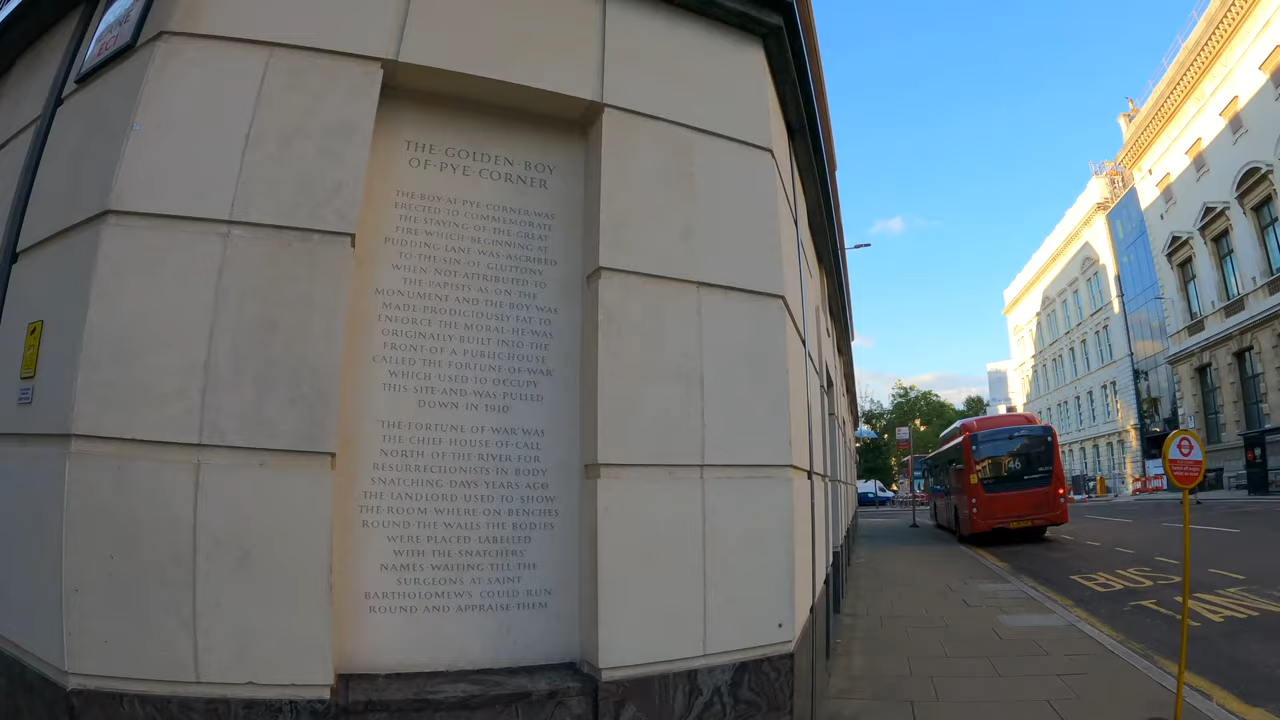 THE·GOLDEN·BOY
OF·PYE·CORNER
THE·BOY·AT·PYE·CORNER·WAS
ERECTED·TO·COMMEMORATE
THE·STAYING·OF·THE·GREAT
FIRE·WHICH·BEGINNING·AT
PUDDING·LANE·WAS·ASCRIBED
TO·THE·SIN·OF·GLUTTONY
WHEN·NOT·ATTRIBUTED·TO
THE·PAPISTS·AS·ON·THE
MONUMENT·AND·THE·BOY·WAS
MADE·PRODIGIOUSLY·FAT·TO
ENFORCE·THE·MORAL·HE·WAS
ORIGINALLY·BUILT·INTO·THE
FRONT·OF·A·PUBLIC-HOUSE
CALLED·THE·FORTUNE·OF·WAR
WHICH·USED·TO·OCCUPY
THIS·SITE·AND·WAS·PULLED
DOWN·IN·1910
THE·FORTUNE·OF·WAR·WAS
THE·CHIEF·HOUSE·OF·CALL
NORTH·OF·THE·RIVER·FOR
RESURRECTIONISTS·IN·BODY
SNATCHING·DAYS·YEARS·AGO
THE·LANDLORD·USED·TO·SHOW
THE·ROOM·WHERE·ON·BENCHES
ROUND·THE·WALLS·THE·BODIES
WERE·PLACED·LABELLED
WITH·THE·SNATCHERS'
NAMES·WAITING·TILL·THE
SURGEONS·AT·SAINT
BARTHOLOMEW'S·COULD·RUN
ROUND·AND·APPRAISE·THEM
EC1
46
BUS
LANE